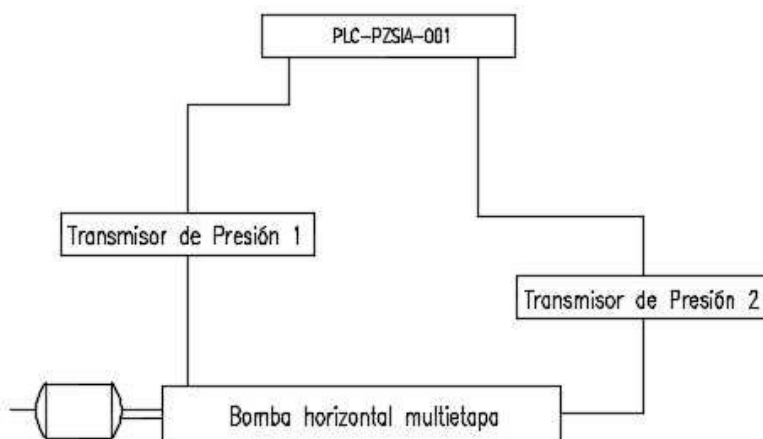 PLC-PZSIA-001
Transmisor de Presión 1
Transmisor de Presión 2
Bomba horizontal multietapa